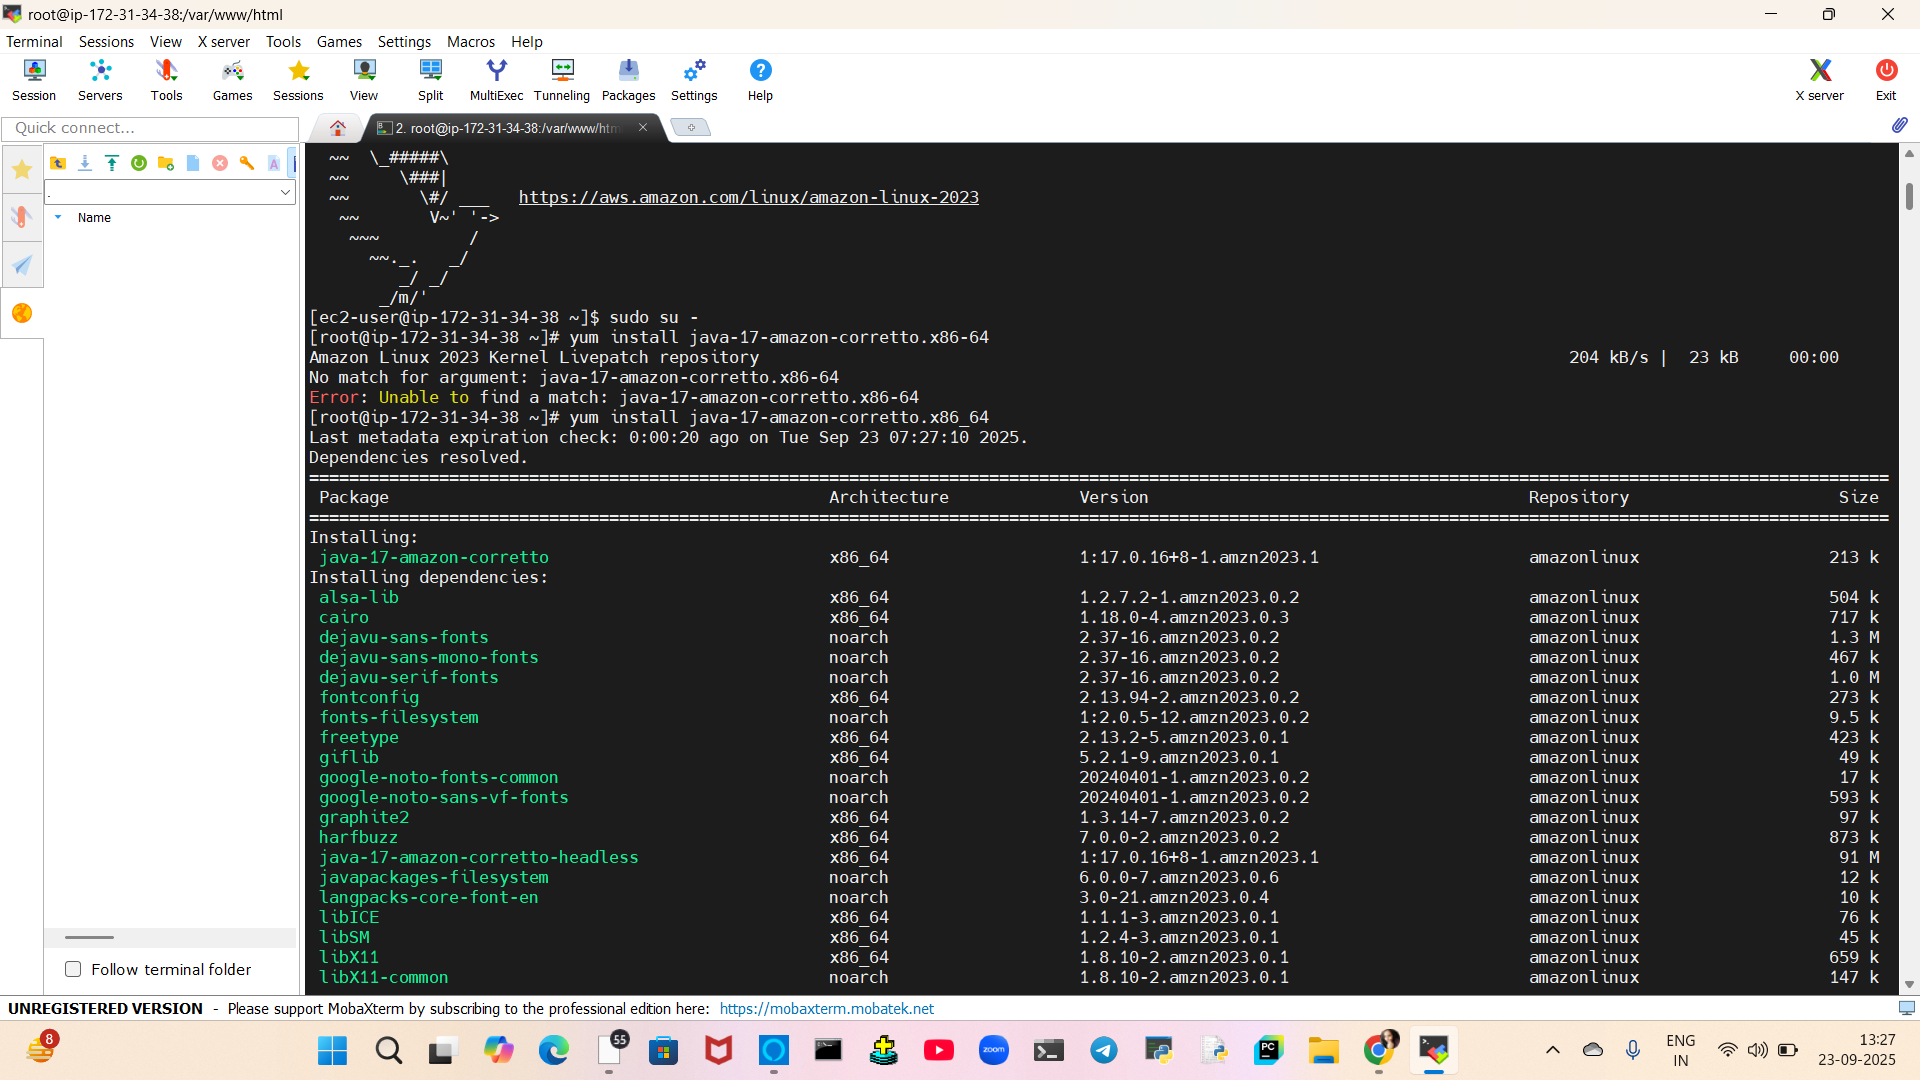 root@ip-172-31-34-38:/var/www/html
Terminal Sessions View X server Tools Games Settings Macros Help
Session Servers Tools Games Sessions View Split MultiExec Tunneling Packages Settings Help X server Exit
Quick connect...
2. root@ip-172-31-34-38:/var/www/htm
Name
~~  \_#####\
~~     \###|
~~       \#/ ___   https://aws.amazon.com/linux/amazon-linux-2023
~~       V~' '->
~~~         /
~~._.   _/
_/ _/
_/m/'
[ec2-user@ip-172-31-34-38 ~]$ sudo su -
[root@ip-172-31-34-38 ~]# yum install java-17-amazon-corretto.x86-64
Amazon Linux 2023 Kernel Livepatch repository 204 kB/s |  23 kB     00:00
No match for argument: java-17-amazon-corretto.x86-64
Error: Unable to find a match: java-17-amazon-corretto.x86-64
[root@ip-172-31-34-38 ~]# yum install java-17-amazon-corretto.x86_64
Last metadata expiration check: 0:00:20 ago on Tue Sep 23 07:27:10 2025.
Dependencies resolved.
Package Architecture Version Repository Size
Installing:
java-17-amazon-corretto x86_64 1:17.0.16+8-1.amzn2023.1 amazonlinux 213 k
Installing dependencies:
alsa-lib x86_64 1.2.7.2-1.amzn2023.0.2 amazonlinux 504 k
cairo x86_64 1.18.0-4.amzn2023.0.3 amazonlinux 717 k
dejavu-sans-fonts noarch 2.37-16.amzn2023.0.2 amazonlinux 1.3 M
dejavu-sans-mono-fonts noarch 2.37-16.amzn2023.0.2 amazonlinux 467 k
dejavu-serif-fonts noarch 2.37-16.amzn2023.0.2 amazonlinux 1.0 M
fontconfig x86_64 2.13.94-2.amzn2023.0.2 amazonlinux 273 k
fonts-filesystem noarch 1:2.0.5-12.amzn2023.0.2 amazonlinux 9.5 k
freetype x86_64 2.13.2-5.amzn2023.0.1 amazonlinux 423 k
giflib x86_64 5.2.1-9.amzn2023.0.1 amazonlinux 49 k
google-noto-fonts-common noarch 20240401-1.amzn2023.0.2 amazonlinux 17 k
google-noto-sans-vf-fonts noarch 20240401-1.amzn2023.0.2 amazonlinux 593 k
graphite2 x86_64 1.3.14-7.amzn2023.0.2 amazonlinux 97 k
harfbuzz x86_64 7.0.0-2.amzn2023.0.2 amazonlinux 873 k
java-17-amazon-corretto-headless x86_64 1:17.0.16+8-1.amzn2023.1 amazonlinux 91 M
javapackages-filesystem noarch 6.0.0-7.amzn2023.0.6 amazonlinux 12 k
langpacks-core-font-en noarch 3.0-21.amzn2023.0.4 amazonlinux 10 k
libICE x86_64 1.1.1-3.amzn2023.0.1 amazonlinux 76 k
libSM x86_64 1.2.4-3.amzn2023.0.1 amazonlinux 45 k
libX11 x86_64 1.8.10-2.amzn2023.0.1 amazonlinux 659 k
libX11-common noarch 1.8.10-2.amzn2023.0.1 amazonlinux 147 k
Follow terminal folder
UNREGISTERED VERSION - Please support MobaXterm by subscribing to the professional edition here: https://mobaxterm.mobatek.net
8
55
zoom
PC
ENG
IN
13:27
23-09-2025